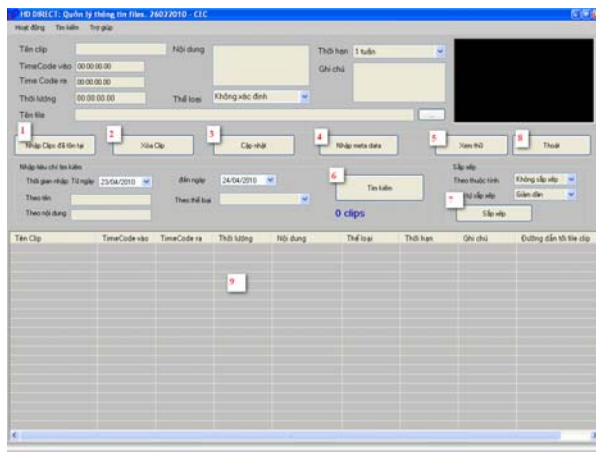 HD DIRECT: Quản lý thông tin files. 26022010 - CEC
Hoạt động Tìm kiếm Trợ giúp
Tên clip Nội dung Thời hạn 1 tuần
TimeCode vào 00:00:00.00 Ghi chú
Time Code ra 00:00:00.00
Thời lượng 00:00:00.00 Thể loại Không xác định
Tên file ...
1 2 3 4 5 8
Nhập Clips đã tồn tại Xóa Clip Cập nhật Nhập meta data Xem thử Thoát
Nhập tiêu chí tìm kiếm Sắp xếp
Thời gian nhập Từ ngày 23/04/2010 đến ngày 24/04/2010 6 Tìm kiếm Theo thuộc tính Không sắp xếp
Theo tên Theo thể loại 7 sắp xếp Giảm dần
Theo nội dung 0 clips Sắp xếp
Tên Clip TimeCode vào TimeCode ra Thời lượng Nội dung Thể loại Thời hạn Ghi chú Đường dẫn tới file clip
9